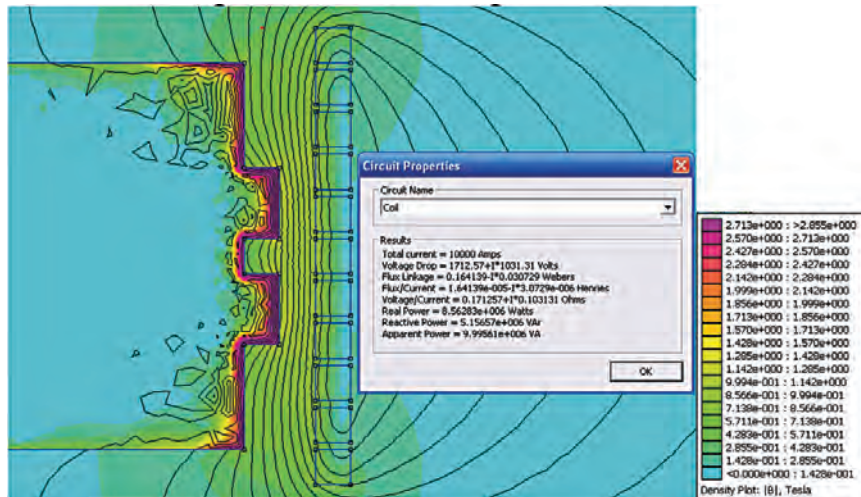 Circuit Properties
Circuit Name
Coil
Results
Total current = 10000 Amps
Voltage Drop = 1712.57+I*1031.31 Volts
Flux Linkage = 0.164139-I*0.030729 Webers
Flux/Current = 1.64139e-005-I*3.0729e-006 Henries
Voltage/Current = 0.171257+I*0.103131 Ohms
Real Power = 8.56283e+006 Watts
Reactive Power = 5.15657e+006 VAr
Apparent Power = 9.99561e+006 VA
OK
2.713e+000 : >2.855e+000
2.570e+000 : 2.713e+000
2.427e+000 : 2.570e+000
2.284e+000 : 2.427e+000
2.142e+000 : 2.284e+000
1.999e+000 : 2.142e+000
1.856e+000 : 1.999e+000
1.713e+000 : 1.856e+000
1.570e+000 : 1.713e+000
1.428e+000 : 1.570e+000
1.285e+000 : 1.428e+000
1.142e+000 : 1.285e+000
9.994e-001 : 1.142e+000
8.566e-001 : 9.994e-001
7.138e-001 : 8.566e-001
5.711e-001 : 7.138e-001
4.283e-001 : 5.711e-001
2.855e-001 : 4.283e-001
1.428e-001 : 2.855e-001
<0.000e+000 : 1.428e-001
Density Plot: |B|, Tesla